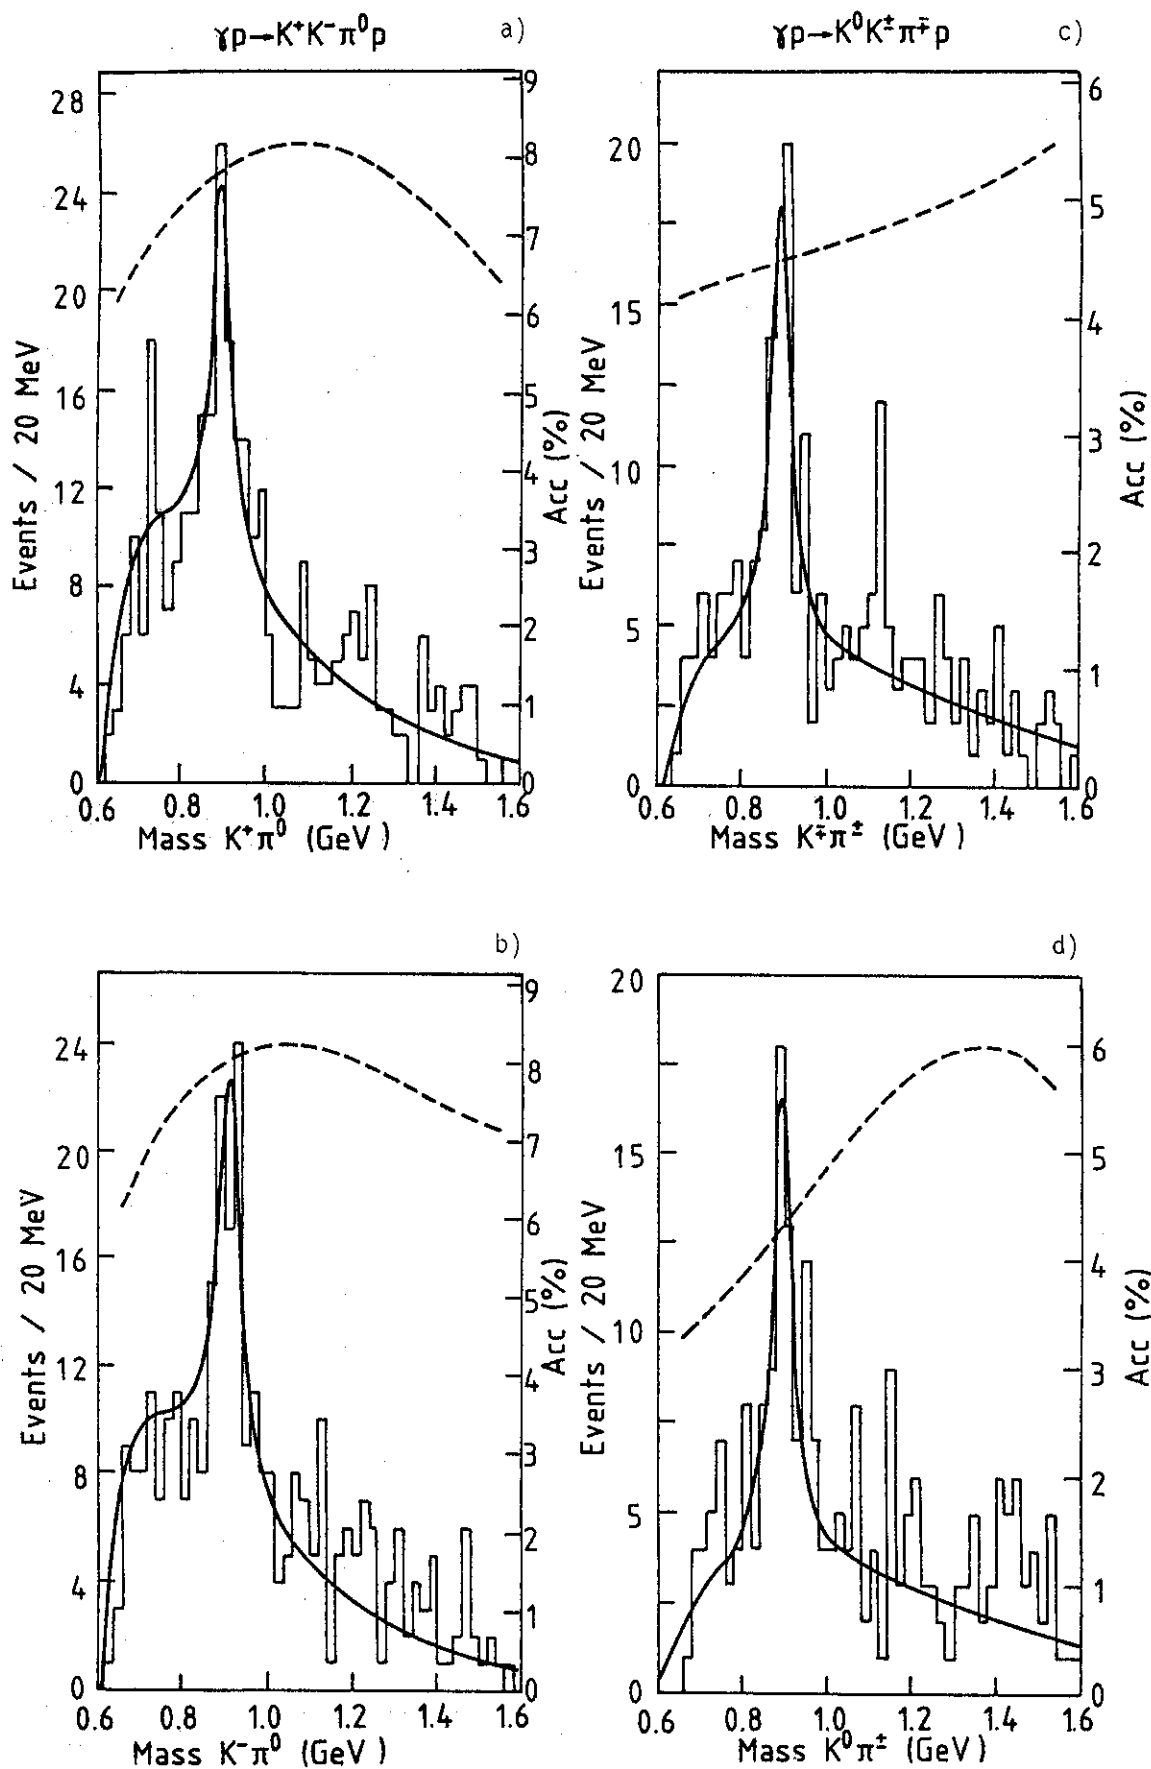 γp→K⁺K⁻π⁰p
a)
28
24
20
16
12
8
4
0
Events / 20 MeV
9
8
7
6
5
4
3
2
1
0
Acc (%)
0.6 0.8 1.0 1.2 1.4 1.6
Mass K⁺π⁰ (GeV)
γp→K⁰K±π∓p
c)
20
15
10
5
0
Events / 20 MeV
6
5
4
3
2
1
0
Acc (%)
0.6 0.8 1.0 1.2 1.4 1.6
Mass K∓π± (GeV)
b)
24
20
16
12
8
4
0
Events / 20 MeV
9
8
7
6
5
4
3
2
1
0
Acc (%)
0.6 0.8 1.0 1.2 1.4 1.6
Mass K⁻π⁰ (GeV)
d)
20
15
10
5
0
Events / 20 MeV
6
5
4
3
2
1
0
Acc (%)
0.6 0.8 1.0 1.2 1.4 1.6
Mass K⁰π± (GeV)